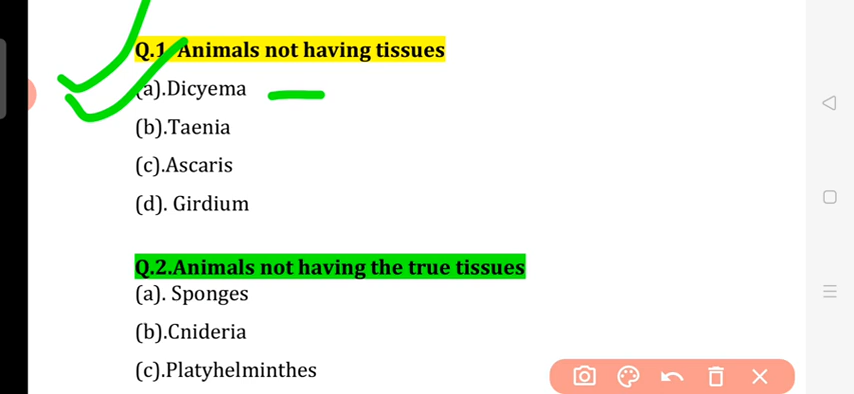 Q.1. Animals not having tissues
(a).Dicyema
(b).Taenia
(c).Ascaris
(d). Girdium
Q.2.Animals not having the true tissues
(a). Sponges
(b).Cnideria
(c).Platyhelminthes